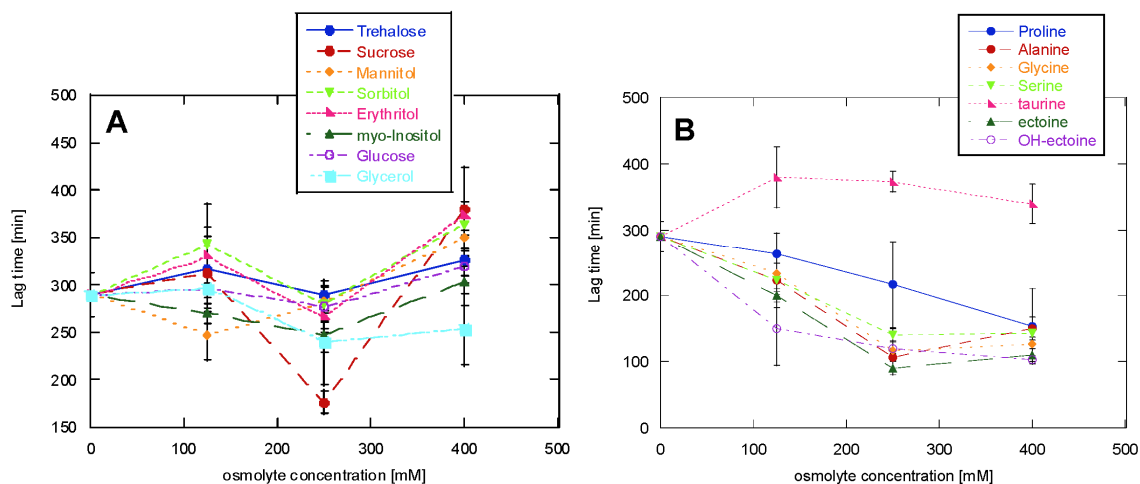 Trehalose
Sucrose
Mannitol
Sorbitol
Erythritol
myo-Inositol
Glucose
Glycerol
A
Lag time [min]
500
450
400
350
300
250
200
150
0
100
200
300
400
500
osmolyte concentration [mM]
Proline
Alanine
Glycine
Serine
taurine
ectoine
OH-ectoine
B
Lag time [min]
500
400
300
200
100
0
0
100
200
300
400
500
osmolyte concentration [mM]